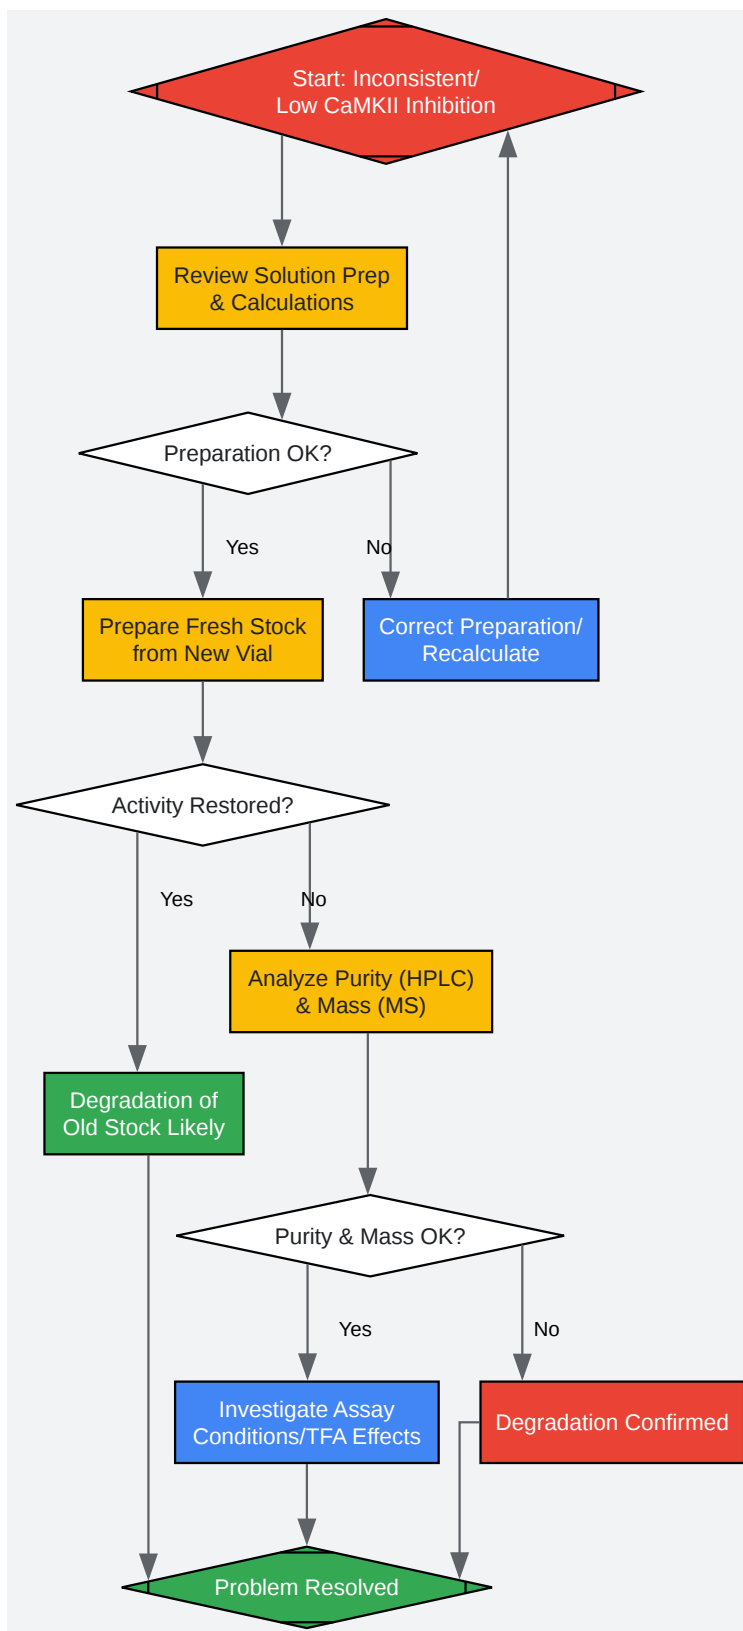 Start: Inconsistent/
Low CaMKII Inhibition
Review Solution Prep
& Calculations
Preparation OK?
Yes
No
Prepare Fresh Stock
from New Vial
Correct Preparation/
Recalculate
Activity Restored?
Yes
No
Analyze Purity (HPLC)
& Mass (MS)
Degradation of
Old Stock Likely
Purity & Mass OK?
Yes
No
Investigate Assay
Conditions/TFA Effects
Degradation Confirmed
Problem Resolved